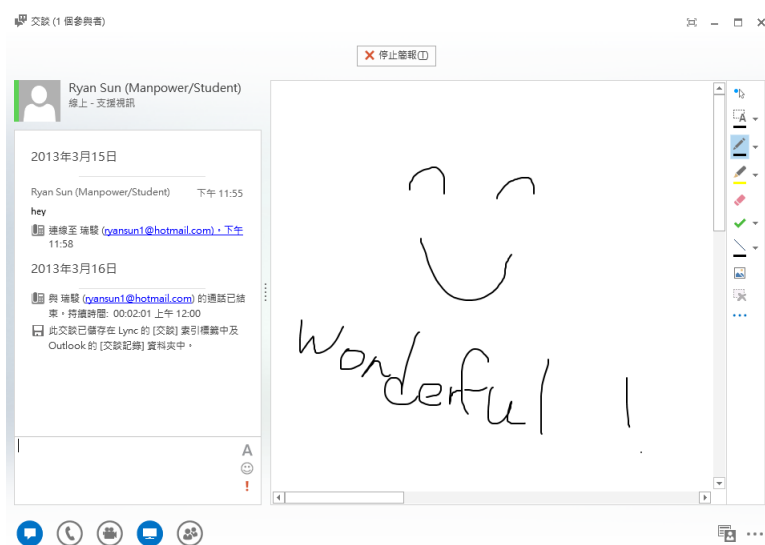 交談 (1 個參與者)
停止簡報(T)
Ryan Sun (Manpower/Student)
線上 - 支援視訊
2013年3月15日
Ryan Sun (Manpower/Student) 下午 11:55
hey
連線至 瑞駿 (ryansun1@hotmail.com)，下午
11:58
2013年3月16日
與 瑞駿 (ryansun1@hotmail.com) 的通話已結
束，持續時間: 00:02:01 上午 12:00
此交談已儲存在 Lync 的 [交談] 索引標籤中及
Outlook 的 [交談記錄] 資料夾中，
A
!
A
Wonderful !